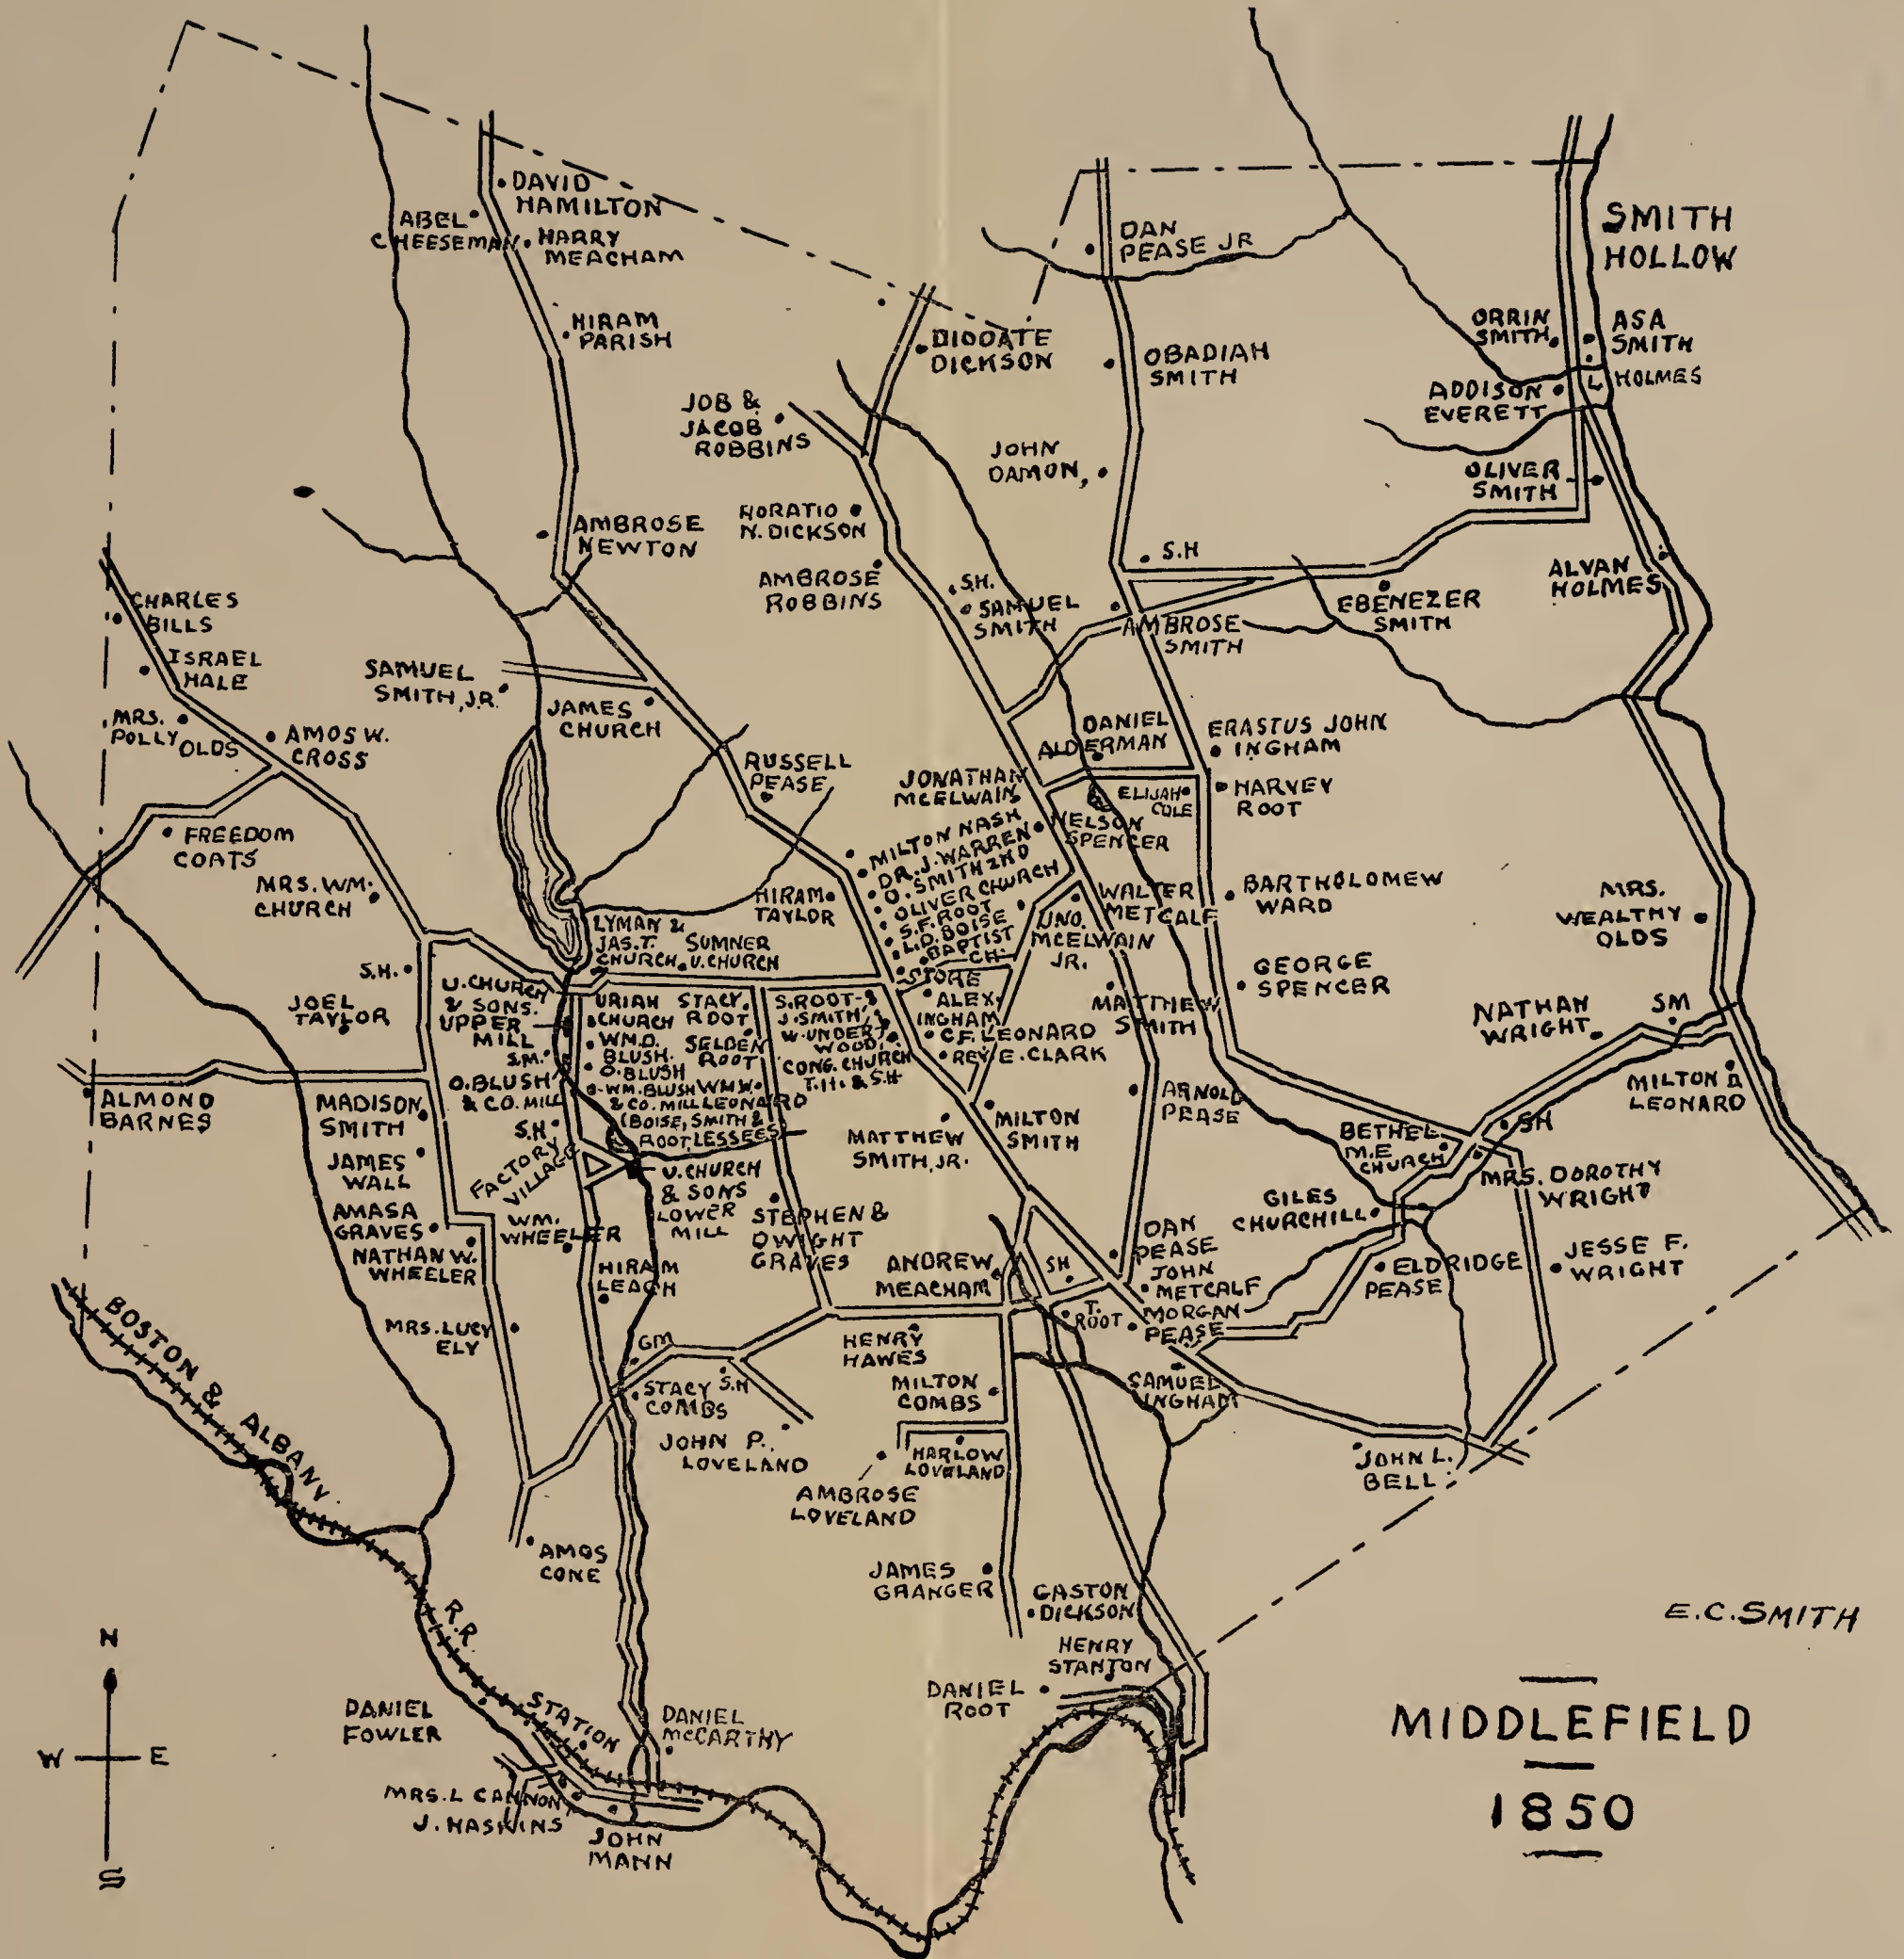 DAVID
HAMILTON
ABEL
CHEESEMAN
HARRY
MEACHAM
HIRAM
PARISH
DAN
PEASE JR
SMITH
HOLLOW
ORRIN
SMITH
ASA
SMITH
L HOLMES
ADDISON
EVERETT
DIODATE
DICKSON
OBADIAH
SMITH
JOB &
JACOB
ROBBINS
JOHN
DAMON
OLIVER
SMITH
HORATIO
N. DICKSON
AMBROSE
NEWTON
AMBROSE
ROBBINS
S.H.
SAMUEL
SMITH
S.H
AMBROSE
SMITH
EBENEZER
SMITH
ALVAN
HOLMES
CHARLES
BILLS
ISRAEL
HALE
MRS.
POLLY OLDS
AMOS W.
CROSS
SAMUEL
SMITH, J.R.
JAMES
CHURCH
RUSSELL
PEASE
DANIEL
ALDERMAN
ERASTUS JOHN
INGHAM
JONATHAN
MCELWAIN
ELIJAH
COLE
HARVEY
ROOT
NELSON
SPENCER
FREEDOM
COATS
MRS. WM.
CHURCH
HIRAM
TAYLOR
MILTON NASH
DR. J. WARREN
O. SMITH 2ND
OLIVER CHURCH
S.F. ROOT
L.D. BOISE
BAPTIST
CH.
STORE
WALTER
METCALF
BARTHOLOMEW
WARD
JNO.
MCELWAIN
JR.
MRS.
WEALTHY
OLDS
S.H.
JOEL
TAYLOR
LYMAN &
JAS. T.
CHURCH
SUMNER
U. CHURCH
U. CHURCH
& SONS.
UPPER
MILL
S.M.
URIAH
CHURCH
STACY
ROOT
WM. D.
BLUSH
SELDEN
ROOT
O. BLUSH
O. BLUSH
& CO. MILL
WM. BLUSH
& CO. MILL
WM. W.
LEONARD
(BOISE, SMITH &
ROOT, LESSEES)
S. ROOT
J. SMITH
W. UNDER
WOOD
CONG. CHURCH
T.H. & S.H
ALEX.
INGHAM
C.F. LEONARD
REV. E. CLARK
MATTHEW
SMITH
GEORGE
SPENCER
NATHAN
WRIGHT
SM
MILTON D
LEONARD
ALMOND
BARNES
MADISON
SMITH
JAMES
WALL
AMASA
GRAVES
NATHAN W.
WHEELER
S.H
FACTORY
VILLAGE
U. CHURCH
& SONS
LOWER
MILL
WM.
WHEELER
HIRAM
LEACH
STEPHEN &
DWIGHT
GRAVES
MATTHEW
SMITH, JR.
MILTON
SMITH
ARNOLD
PEASE
BETHEL
M.E.
CHURCH
SH
MRS. DOROTHY
WRIGHT
GILES
CHURCHILL
ELDRIDGE
PEASE
JESSE F.
WRIGHT
DAN
PEASE
JOHN
METCALF
MORGAN
PEASE
ANDREW
MEACHAM
SH
T.
ROOT
SAMUEL
INGHAM
JOHN L.
BELL
MRS. LUCY
ELY
GM
STACY
COMBS
S.H
JOHN P.
LOVELAND
HENRY
HAWES
MILTON
COMBS
HARLOW
LOVELAND
AMBROSE
LOVELAND
BOSTON & ALBANY
R.R.
AMOS
CONE
JAMES
GRANGER
GASTON
DICKSON
HENRY
STANTON
DANIEL
ROOT
DANIEL
FOWLER
STATION
DANIEL
McCARTHY
MRS. L CANNON
J. HASKINS
JOHN
MANN
N
W E
S
E.C. SMITH
MIDDLEFIELD
1850